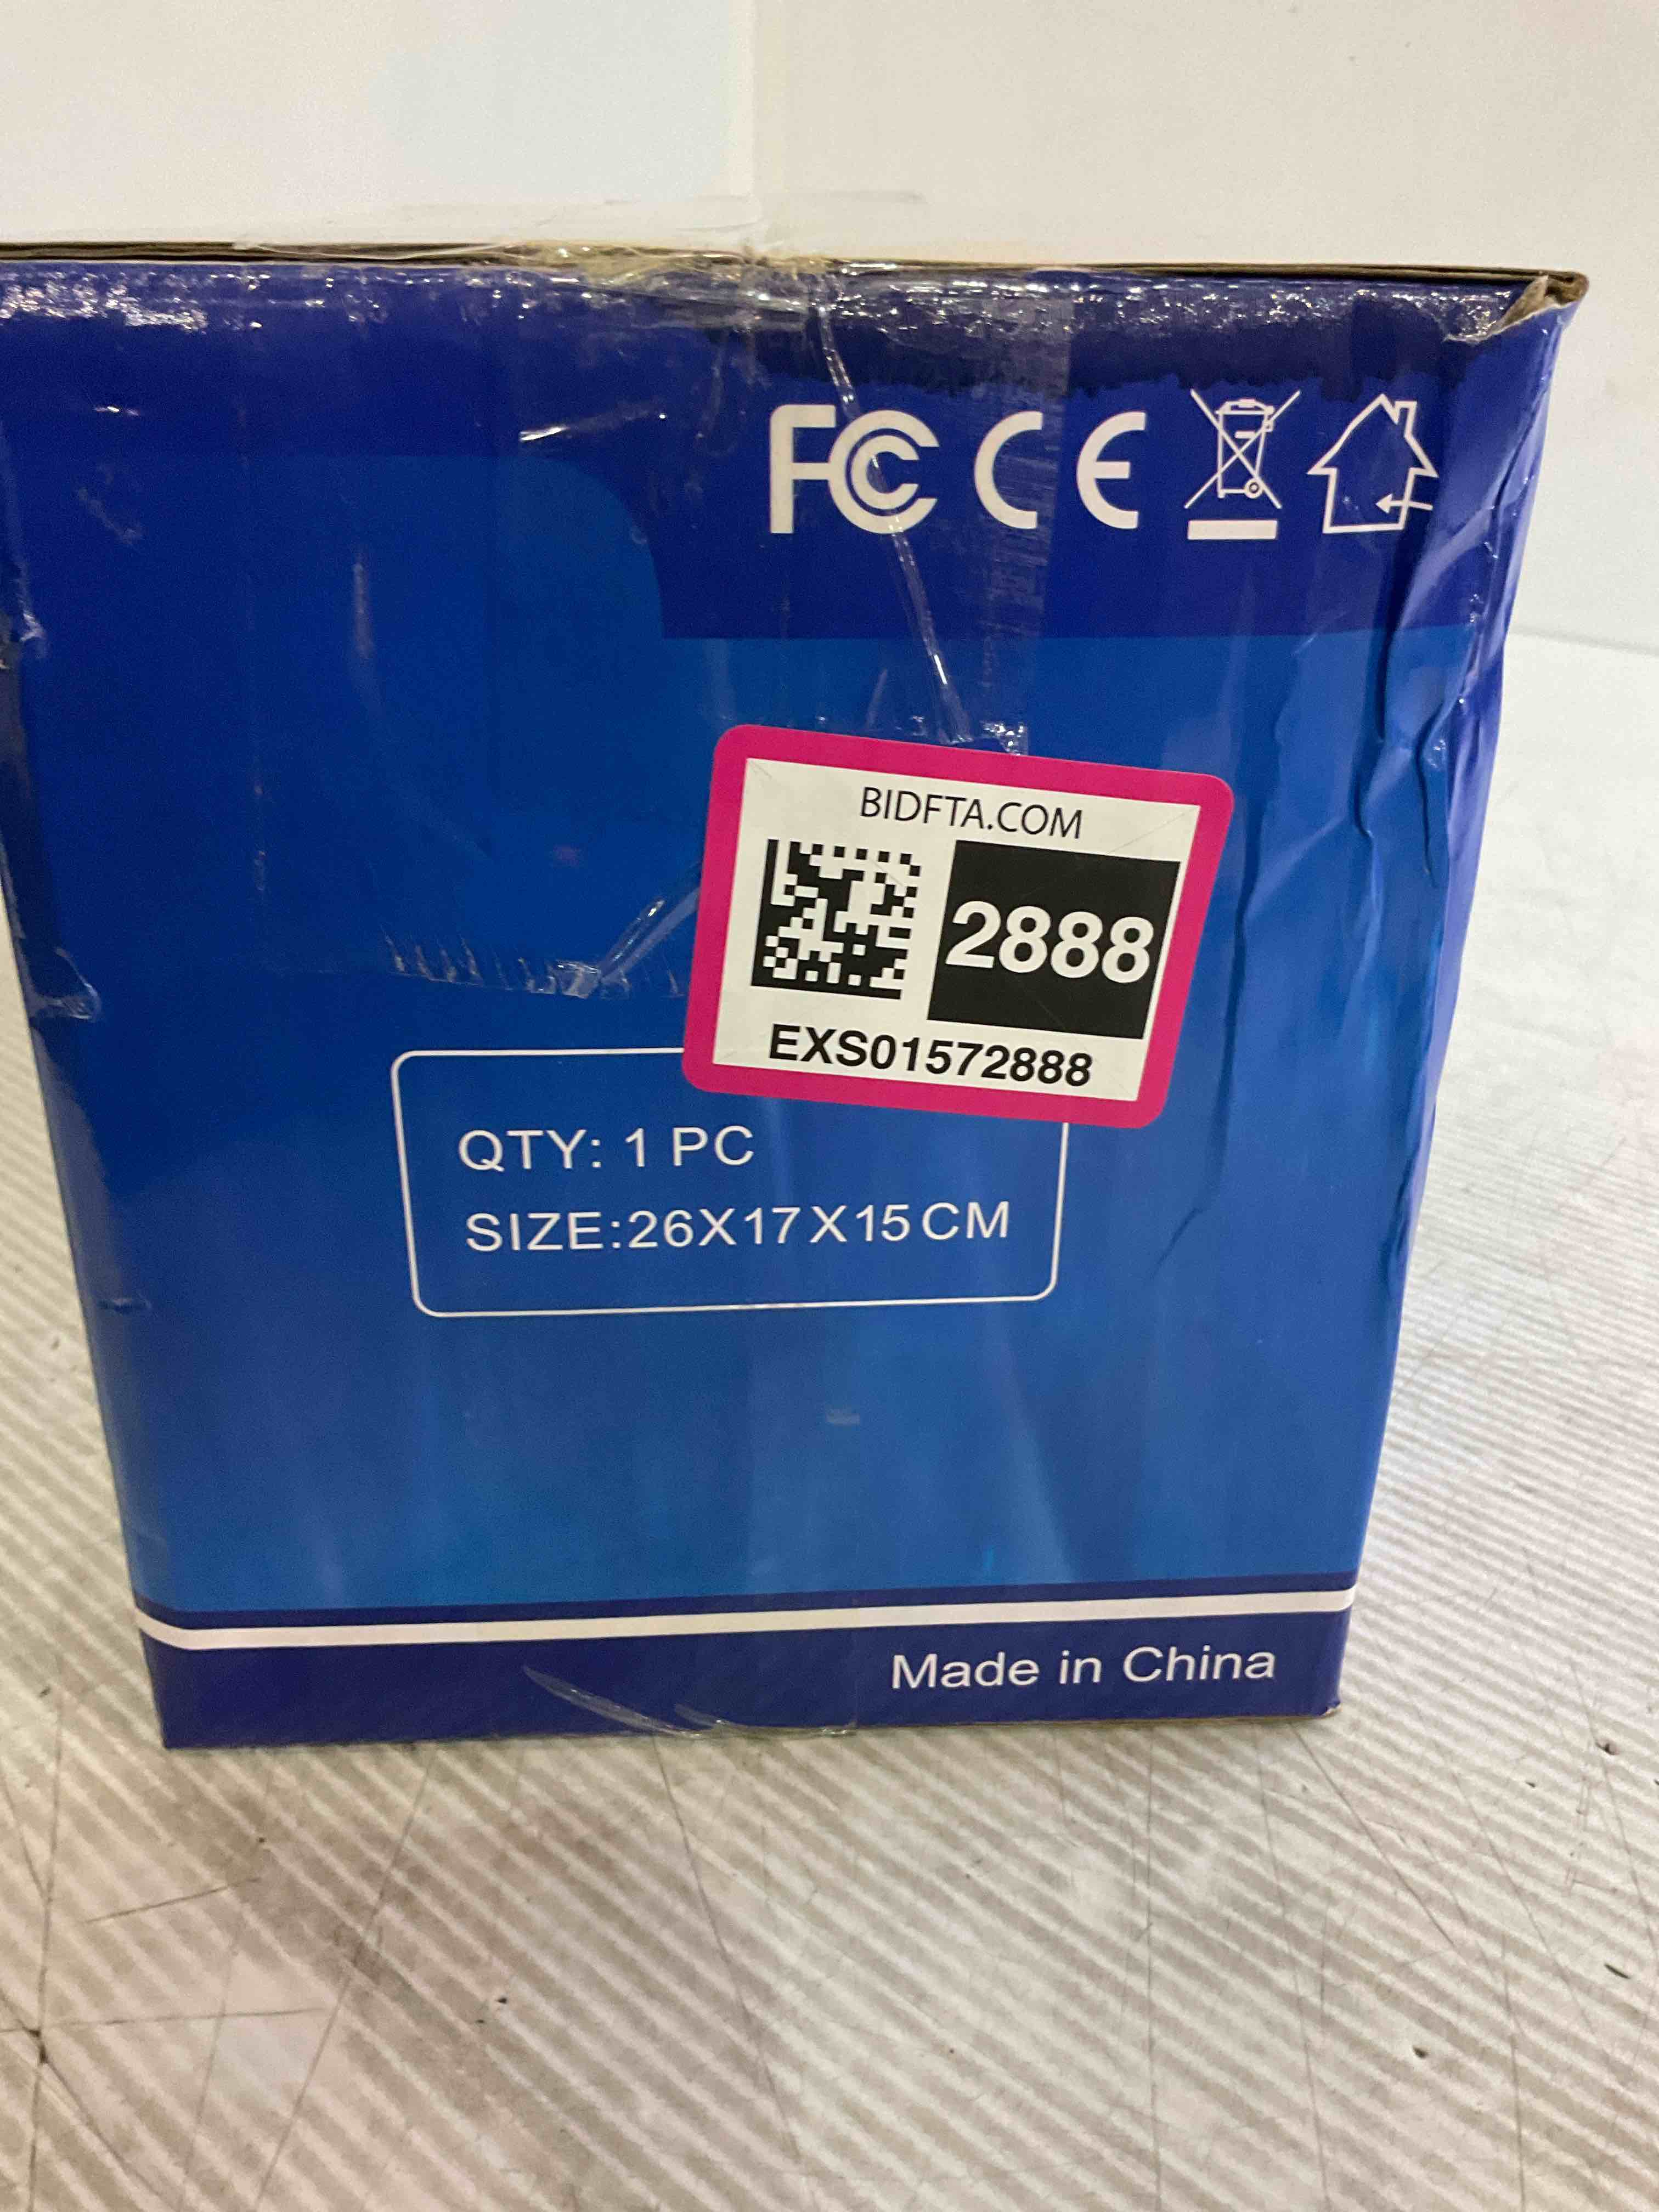 FC CE
BIDFTA.COM
2888
EXS01572888
QTY: 1 PC
SIZE:26X17X15CM
Made in China